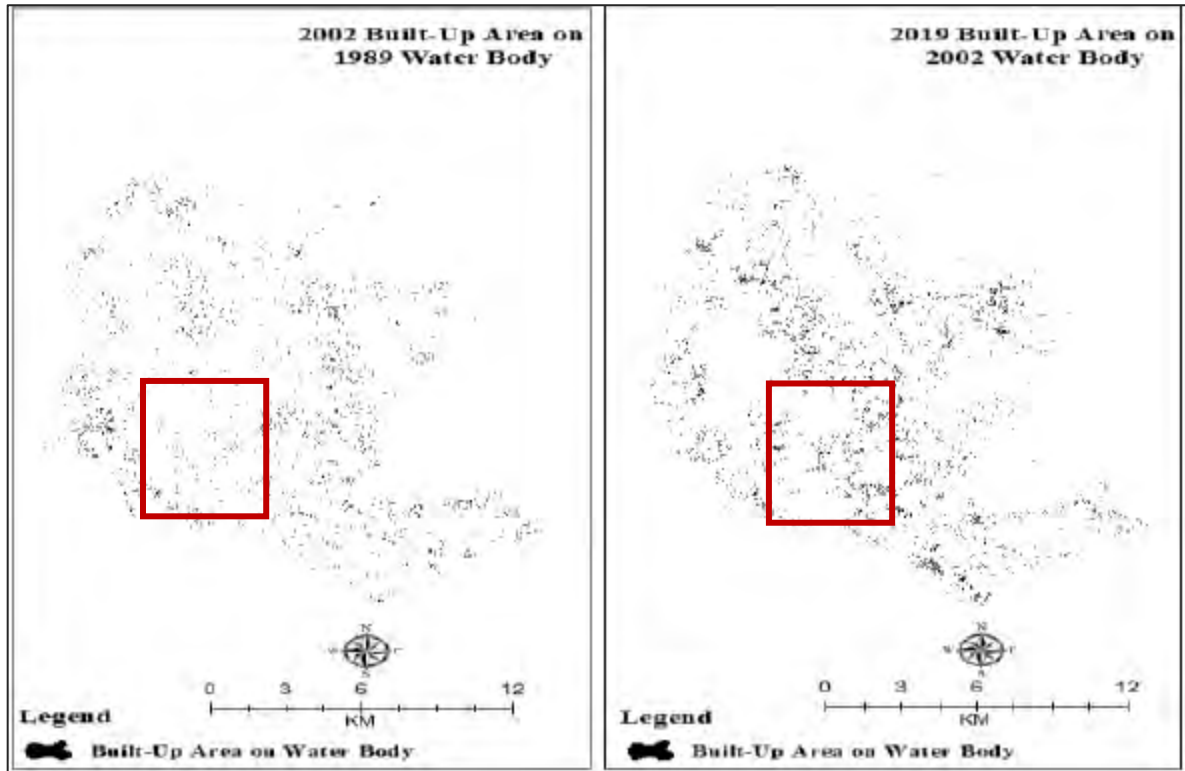 2002 Built-Up Area on
1989 Water Body
N
W
S
0 3 6 12
KM
Legend
Built-Up Area on Water Body
2019 Built-Up Area on
2002 Water Body
N
W
S
0 3 6 12
KM
Legend
Built-Up Area on Water Body